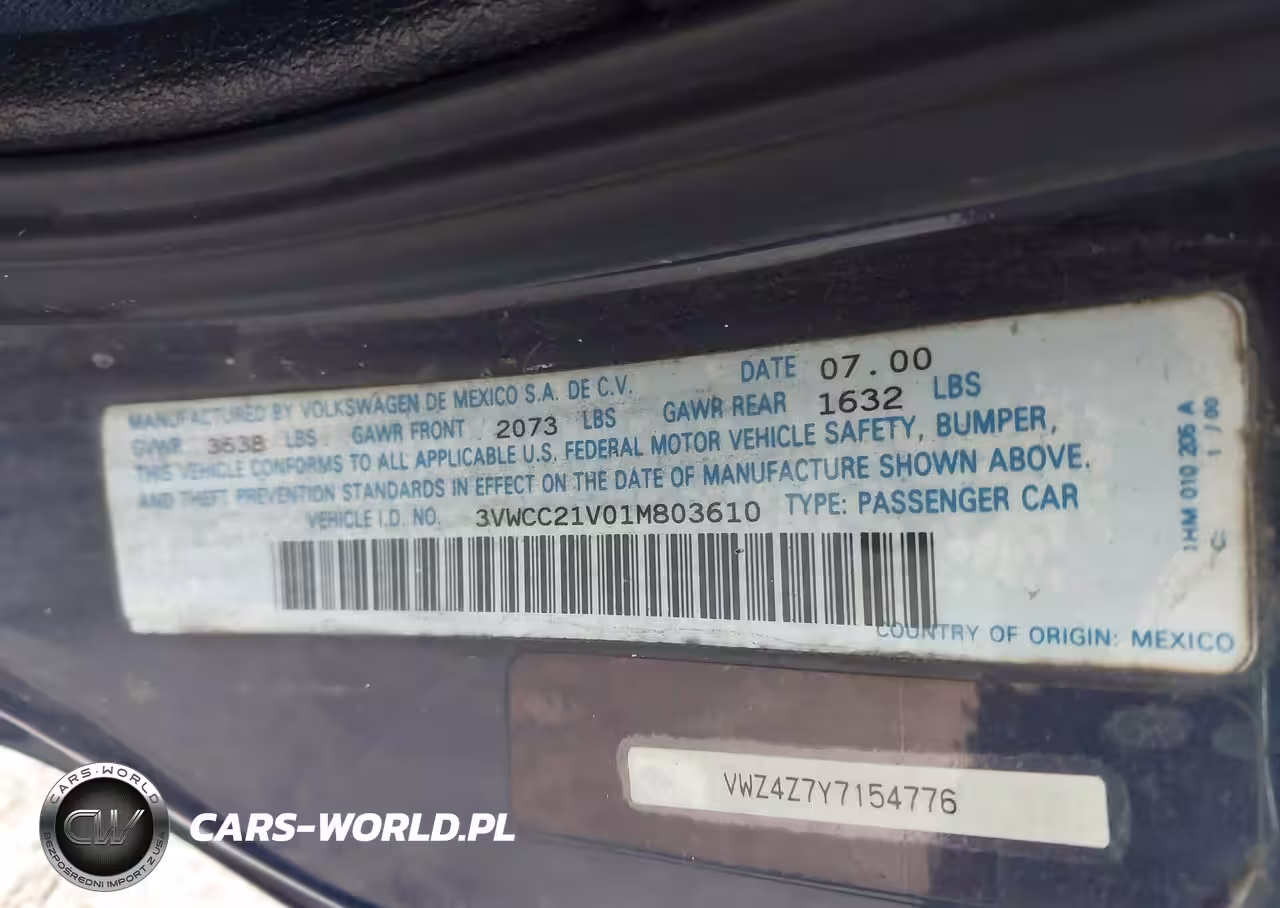 MANUFACTURED BY VOLKSWAGEN DE MEXICO S.A. DE C.V. DATE 07.00
GVWR 3638 LBS GAWR FRONT 2073 LBS GAWR REAR 1632 LBS
THIS VEHICLE CONFORMS TO ALL APPLICABLE U.S. FEDERAL MOTOR VEHICLE SAFETY, BUMPER,
AND THEFT PREVENTION STANDARDS IN EFFECT ON THE DATE OF MANUFACTURE SHOWN ABOVE.
VEHICLE I.D. NO. 3VWCC21V01M803610 TYPE: PASSENGER CAR
COUNTRY OF ORIGIN: MEXICO
1HM 010 205 A
C 1/00
VWZ4Z7Y7154776
CARS-WORLD
CW
BEZPOŚREDNI IMPORT Z USA
CARS-WORLD.PL